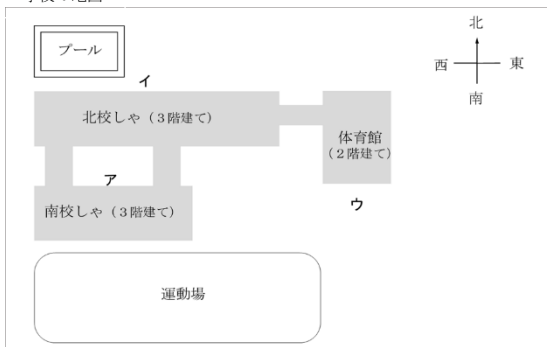 北
プール
西
東
イ
南
北校しゃ（３階建て）
体育館
（２階建て）
ア
ウ
南校しゃ（３階建て）
運動場